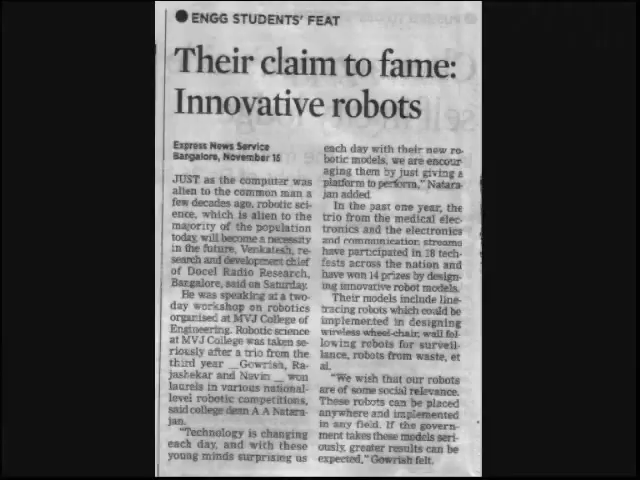 ● ENGG STUDENTS' FEAT
Their claim to fame:
Innovative robots
Express News Service
Bangalore, November 15
JUST as the computer was
alien to the common man a
few decades ago, robotic sci-
ence, which is alien to the
majority of the population
today, will become a necessity
in the future, Venkatesh, re-
search and development chief
of Docel Radio Research,
Bangalore, said on Saturday.
He was speaking at a two-
day workshop on robotics
organised at MVJ College of
Engineering. Robotic science
at MVJ College was taken se-
riously after a trio from the
third year _Gowrish, Ra-
jashekar and Navin _ won
laurels in various national-
level robotic competitions,
said college dean A A Natara-
jan.
"Technology is changing
each day, and with these
young minds surprising us
each day with their new ro-
botic models, we are encour
aging them by just giving a
platform to perform," Natara-
jan added.
In the past one year, the
trio from the medical elec-
tronics and the electronics
and communication streams
have participated in 18 tech-
fests across the nation and
have won 14 prizes by design-
ing innovative robot models.
Their models include line-
tracing robots which could be
implemented in designing
wireless wheel-chair, wall fol-
lowing robots for surveil-
lance, robots from waste, et
al.
"We wish that our robots
are of some social relevance.
These robots can be placed
anywhere and implemented
in any field. If the govern-
ment takes these models seri-
ously, greater results can be
expected," Gowrish felt.